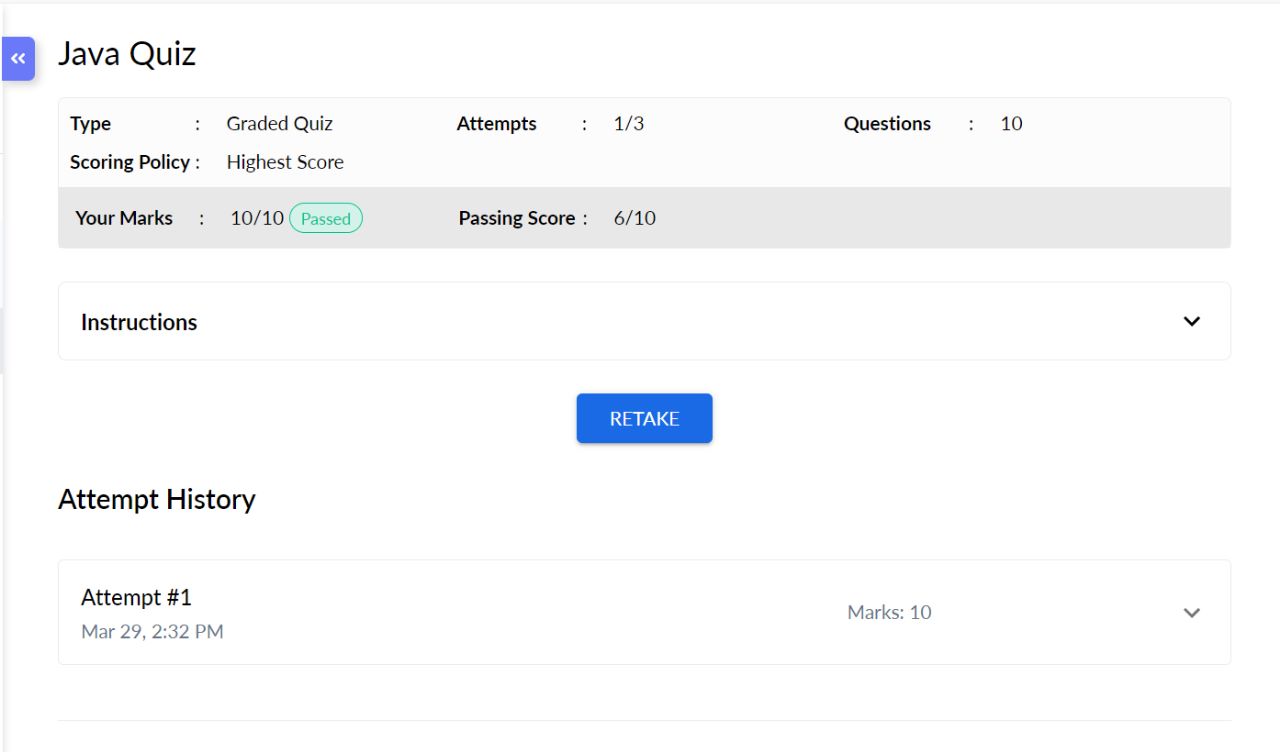 Java Quiz
Type : Graded Quiz Attempts : 1/3 Questions : 10
Scoring Policy : Highest Score
Your Marks : 10/10 Passed Passing Score : 6/10
Instructions
RETAKE
Attempt History
Attempt #1
Mar 29, 2:32 PM
Marks: 10